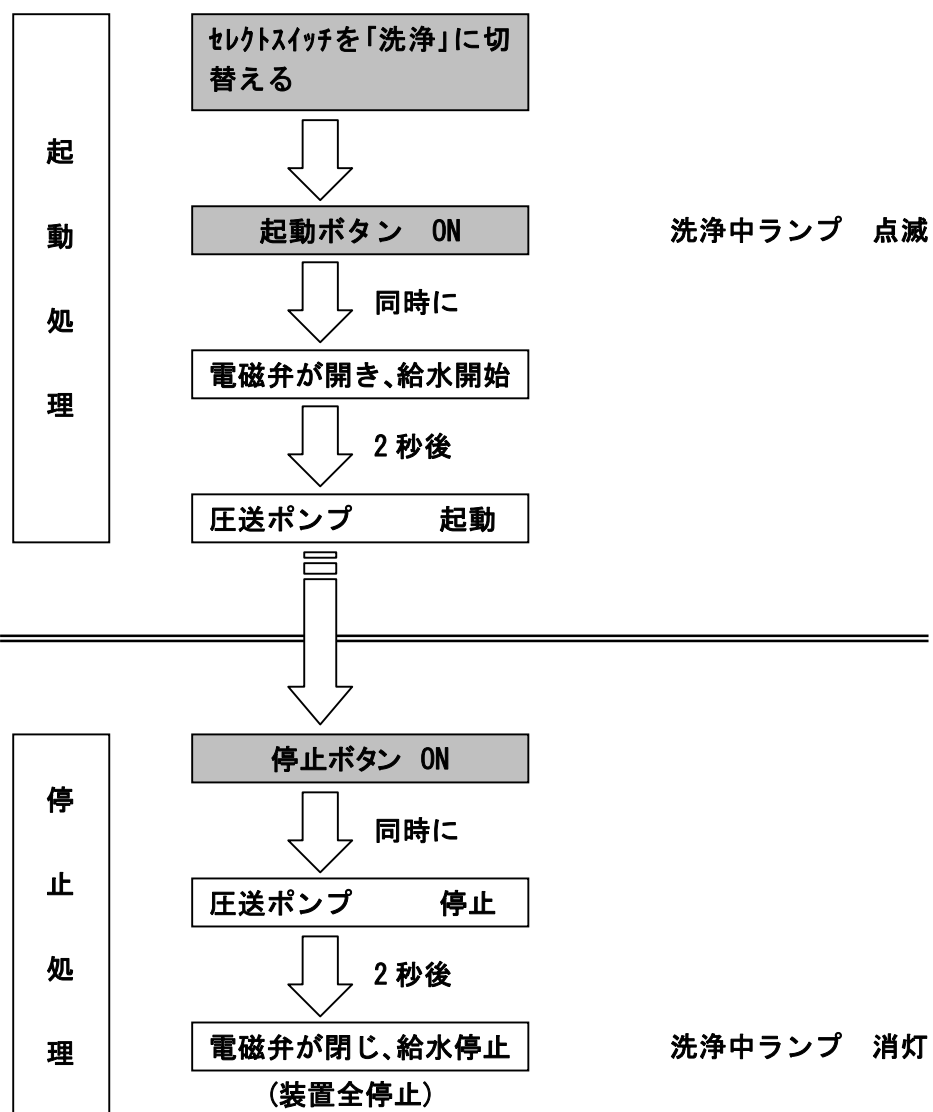 ｾﾚｸﾄｽｲｯﾁを「洗浄」に切
替える
起
動
処
理
起動ボタン　ON
洗浄中ランプ　点滅
同時に
電磁弁が開き、給水開始
2秒後
圧送ポンプ　　　起動
停止ボタン　ON
停
止
処
理
同時に
圧送ポンプ　　　停止
2秒後
電磁弁が閉じ、給水停止
洗浄中ランプ　消灯
(装置全停止)